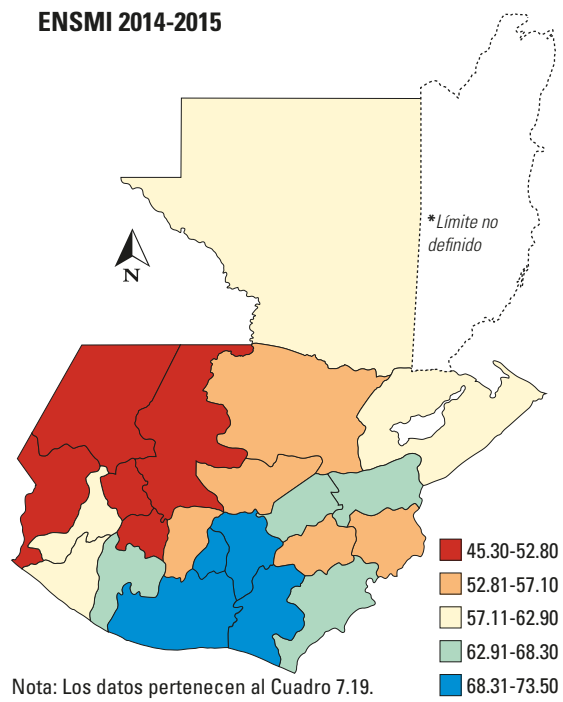 ENSMI 2014-2015
*Límite no
definido
N
45.30-52.80
52.81-57.10
57.11-62.90
62.91-68.30
68.31-73.50
Nota: Los datos pertenecen al Cuadro 7.19.